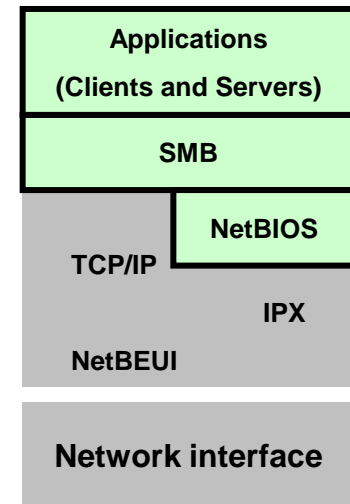 Applications
(Clients and Servers)
SMB
NetBIOS
TCP/IP
IPX
NetBEUI
Network interface